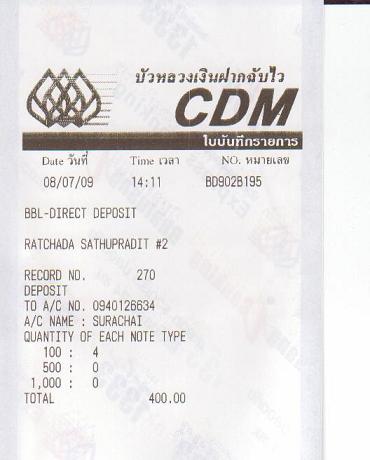 บัวหลวงเงินฝากฉับไว
CDM
ใบบันทึกรายการ
Date วันที่ Time เวลา NO. หมายเลข
08/07/09 14:11 BD902B195
BBL-DIRECT DEPOSIT
RATCHADA SATHUPRADIT #2
RECORD NO. 270
DEPOSIT
TO A/C NO. 0940126634
A/C NAME : SURACHAI
QUANTITY OF EACH NOTE TYPE
100 : 4
500 : 0
1,000 : 0
TOTAL 400.00